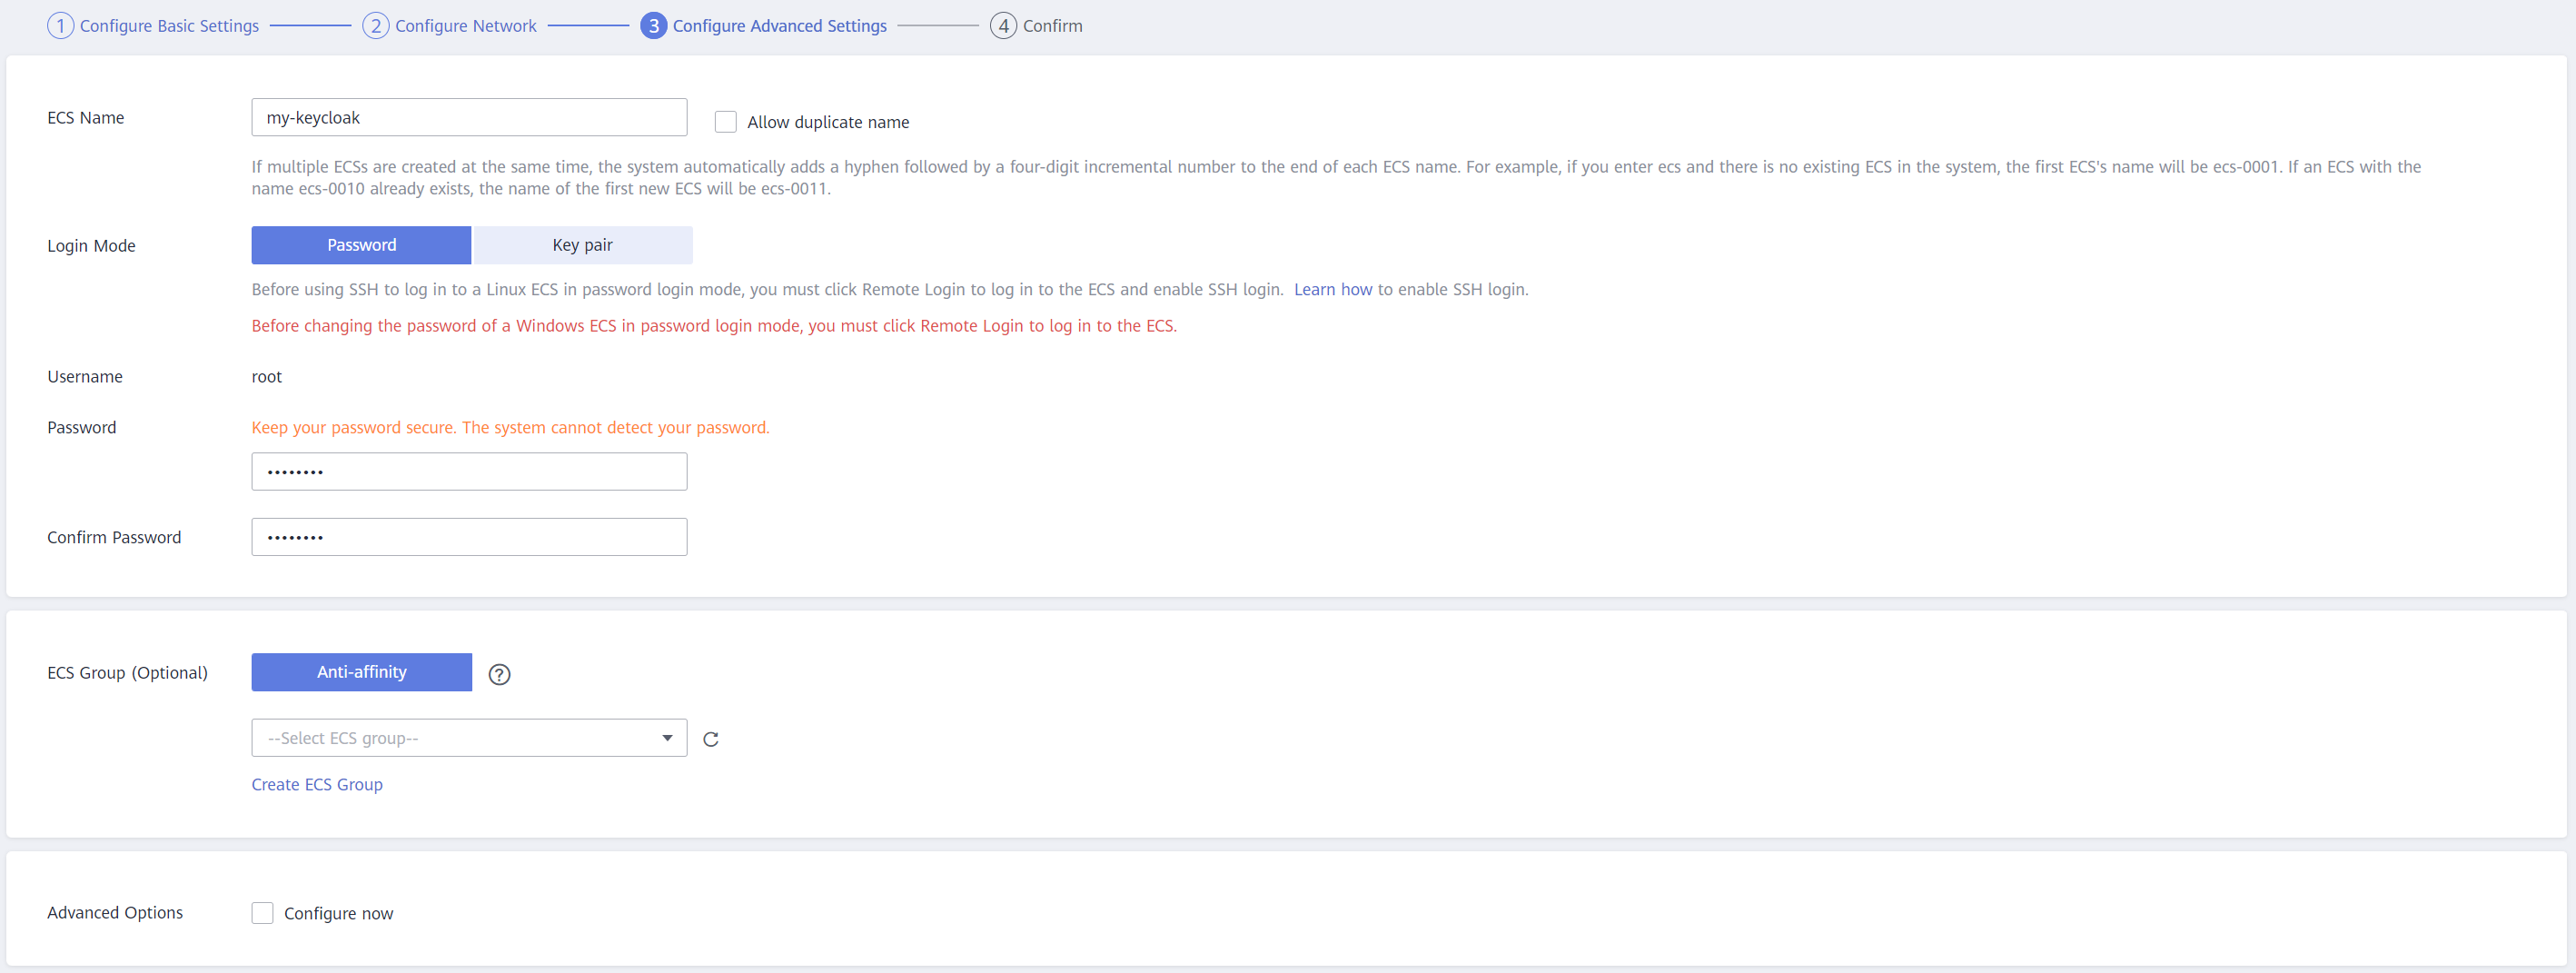 1 Configure Basic Settings 2 Configure Network 3 Configure Advanced Settings 4 Confirm
ECS Name my-keycloak Allow duplicate name
If multiple ECSs are created at the same time, the system automatically adds a hyphen followed by a four-digit incremental number to the end of each ECS name. For example, if you enter ecs and there is no existing ECS in the system, the first ECS's name will be ecs-0001. If an ECS with the
name ecs-0010 already exists, the name of the first new ECS will be ecs-0011.
Login Mode Password Key pair
Before using SSH to log in to a Linux ECS in password login mode, you must click Remote Login to log in to the ECS and enable SSH login. Learn how to enable SSH login.
Before changing the password of a Windows ECS in password login mode, you must click Remote Login to log in to the ECS.
Username root
Password Keep your password secure. The system cannot detect your password.
••••••••
Confirm Password ••••••••
ECS Group (Optional) Anti-affinity ?
--Select ECS group--
Create ECS Group
Advanced Options Configure now